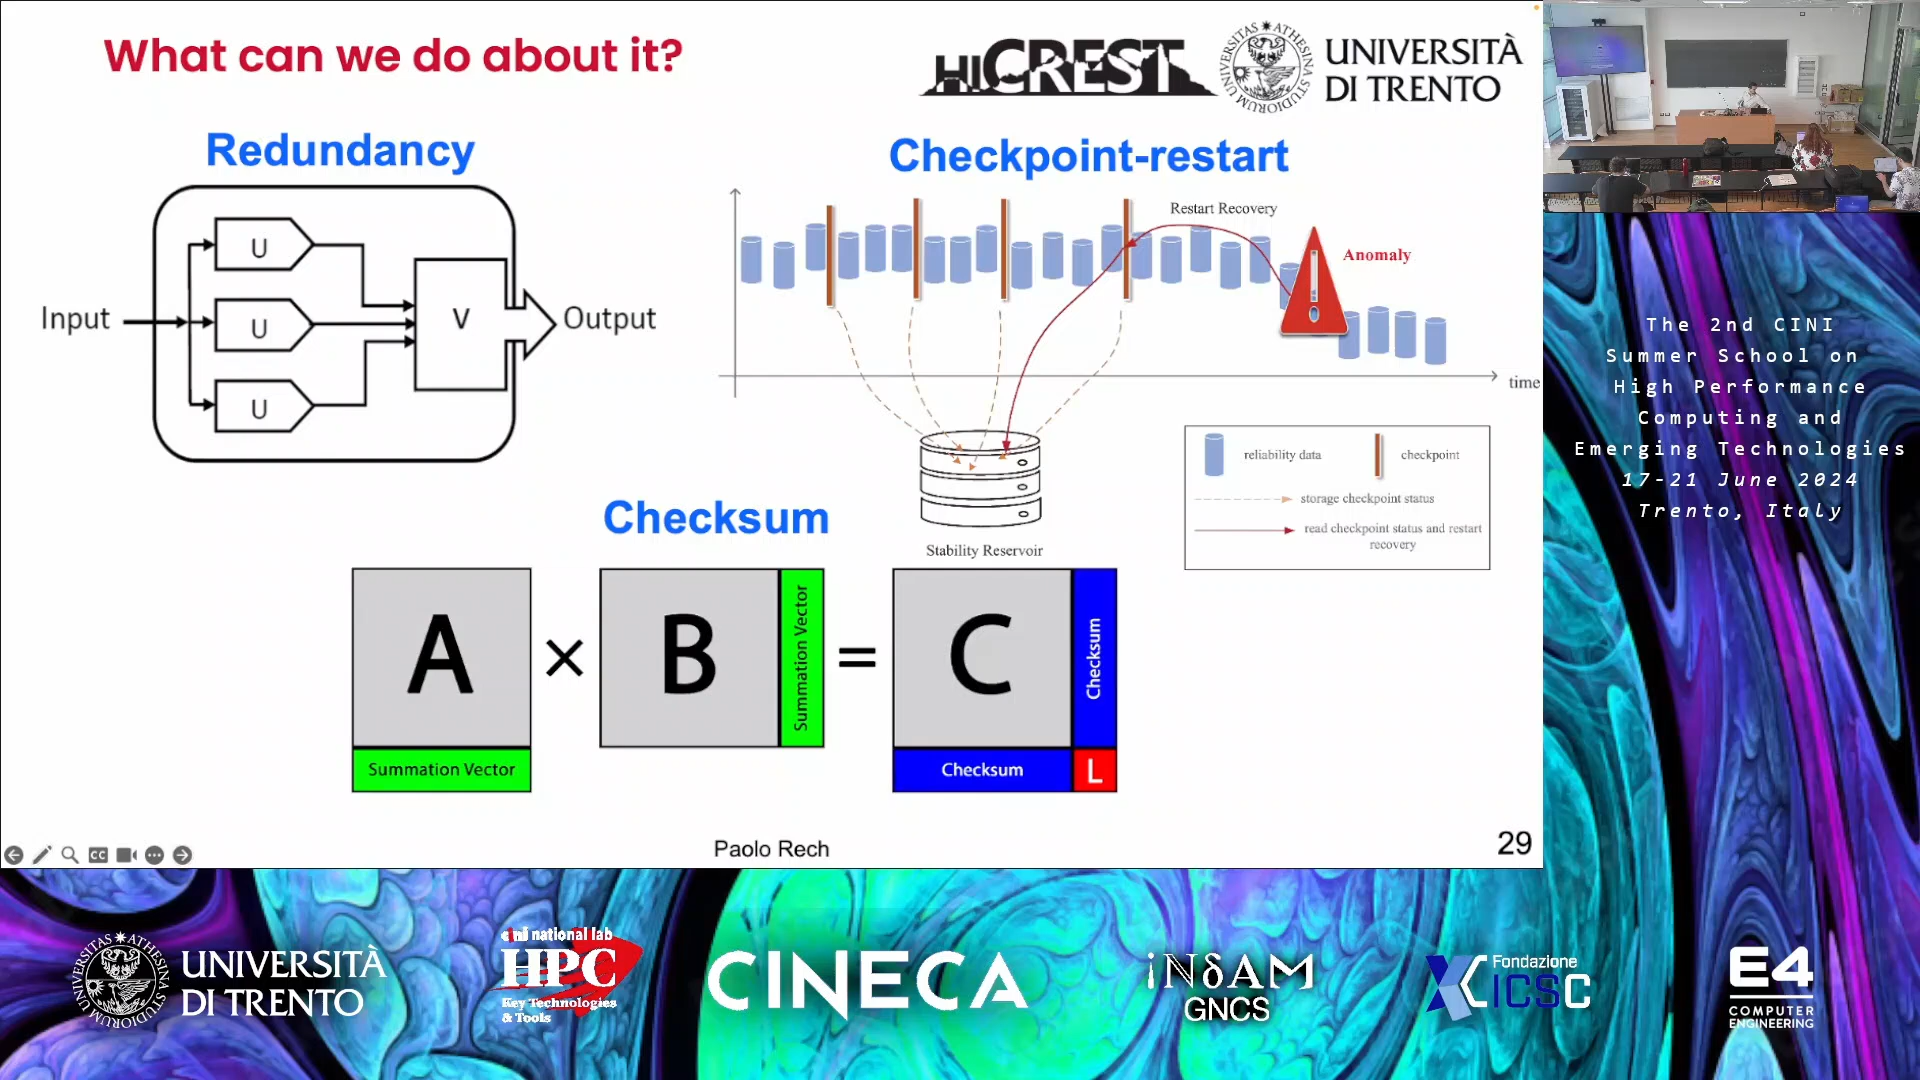 What can we do about it?
HiCREST
UNIVERSITÀ
DI TRENTO
Redundancy
Input
U
U
U
V
Output
Checkpoint-restart
Restart Recovery
Anomaly
time
Stability Reservoir
reliability data
checkpoint
storage checkpoint status
read checkpoint status and restart
recovery
Checksum
A
Summation Vector
×
B
Summation Vector
=
C
Checksum
Checksum
L
Paolo Rech
29
CC
The 2nd CINI
Summer School on
High Performance
Computing and
Emerging Technologies
17-21 June 2024
Trento, Italy
UNIVERSITÀ
DI TRENTO
cini national lab
HPC
Key Technologies
& Tools
CINECA
iNδAM
GNCS
Fondazione
ICSC
E4
COMPUTER
ENGINEERING